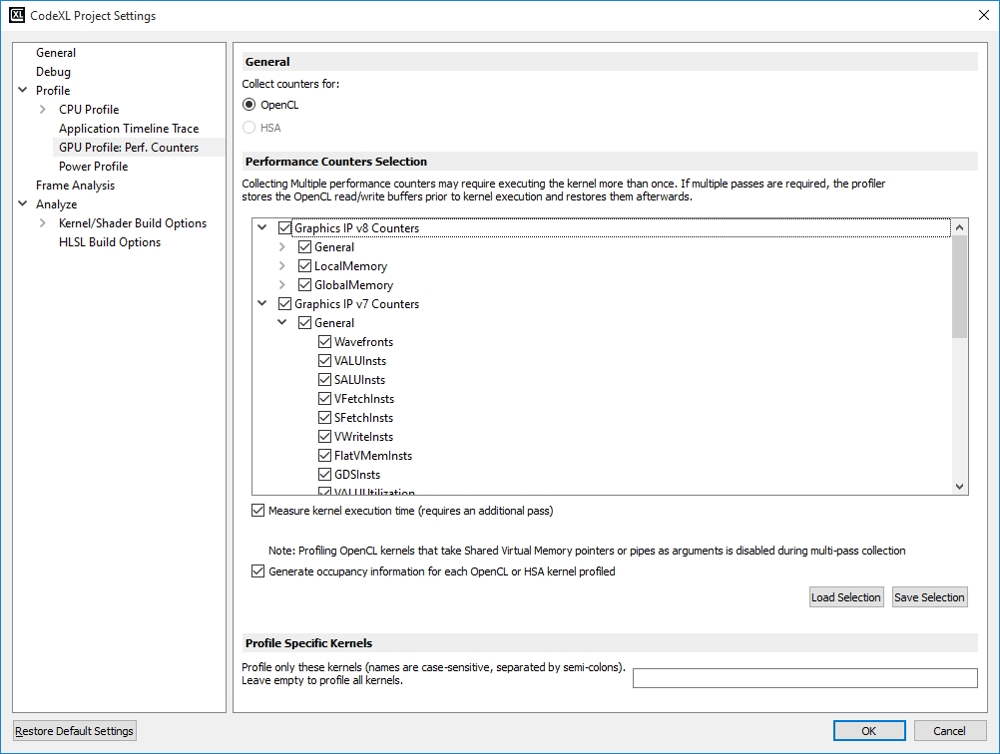 XL CodeXL Project Settings
General
Debug
Profile
CPU Profile
Application Timeline Trace
GPU Profile: Perf. Counters
Power Profile
Frame Analysis
Analyze
Kernel/Shader Build Options
HLSL Build Options
General
Collect counters for:
OpenCL
HSA
Performance Counters Selection
Collecting Multiple performance counters may require executing the kernel more than once. If multiple passes are required, the profiler
stores the OpenCL read/write buffers prior to kernel execution and restores them afterwards.
Graphics IP v8 Counters
General
LocalMemory
GlobalMemory
Graphics IP v7 Counters
General
Wavefronts
VALUInsts
SALUInsts
VFetchInsts
SFetchInsts
VWriteInsts
FlatVMemInsts
GDSInsts
VALUUtilization
Measure kernel execution time (requires an additional pass)
Note: Profiling OpenCL kernels that take Shared Virtual Memory pointers or pipes as arguments is disabled during multi-pass collection
Generate occupancy information for each OpenCL or HSA kernel profiled
Load Selection
Save Selection
Profile Specific Kernels
Profile only these kernels (names are case-sensitive, separated by semi-colons).
Leave empty to profile all kernels.
Restore Default Settings
OK
Cancel